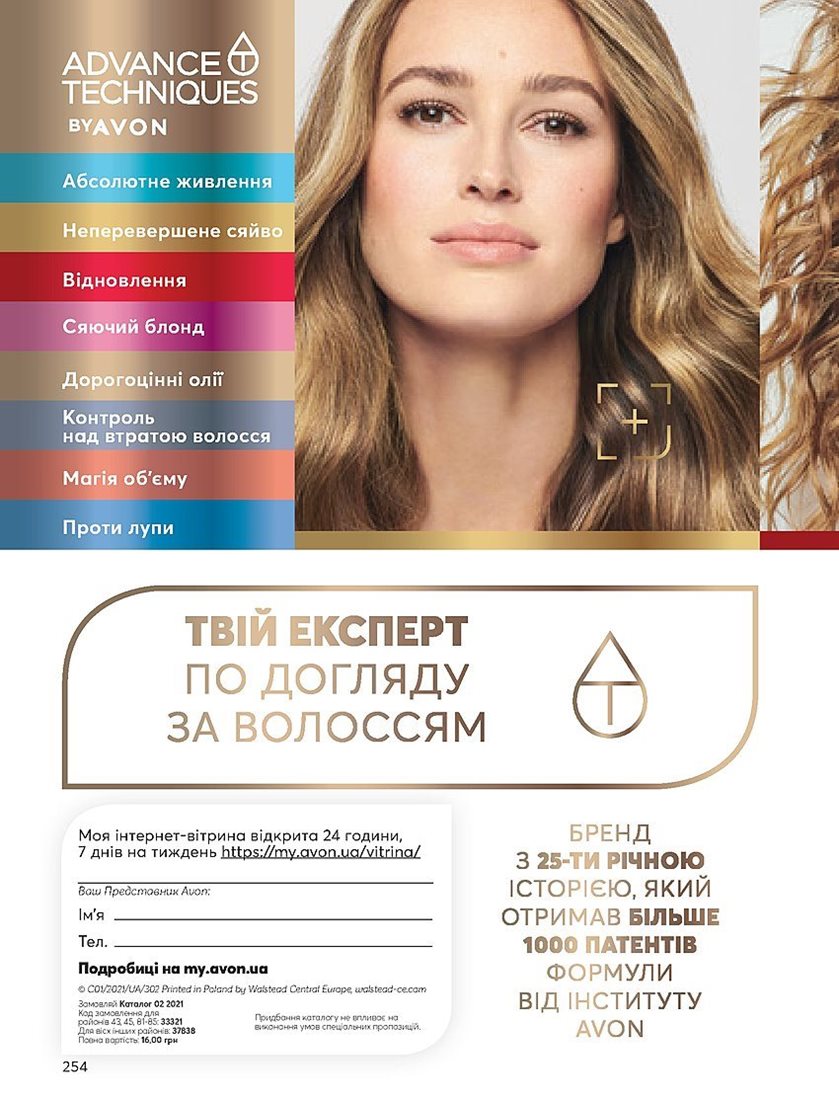 ADVANCE
TECHNIQUES
BY AVON
Абсолютне живлення
Неперевершене сяйво
Відновлення
Сяючий блонд
Дорогоцінні олії
Контроль
над втратою волосся
Магія об'єму
Проти лупи
ТВІЙ ЕКСПЕРТ
ПО ДОГЛЯДУ
ЗА ВОЛОССЯМ
Моя інтернет-вітрина відкрита 24 години,
7 днів на тиждень https://my.avon.ua/vitrina/
Ваш Представник Avon:
Ім'я
Тел.
Подробиці на my.avon.ua
© C01/2021/UA/302 Printed in Poland by Walstead Central Europe, walstead-ce.com
Замовляй Каталог 02 2021
Код замовлення для
районів 43, 45, 81-85: 33321
Для всіх інших районів: 37838
Повна вартість: 16,00 грн
Придбання каталогу не впливає на
виконання умов спеціальних пропозицій.
БРЕНД
З 25-ТИ РІЧНОЮ
ІСТОРІЄЮ, ЯКИЙ
ОТРИМАВ БІЛЬШЕ
1000 ПАТЕНТІВ
ФОРМУЛИ
ВІД ІНСТИТУТУ
AVON
254